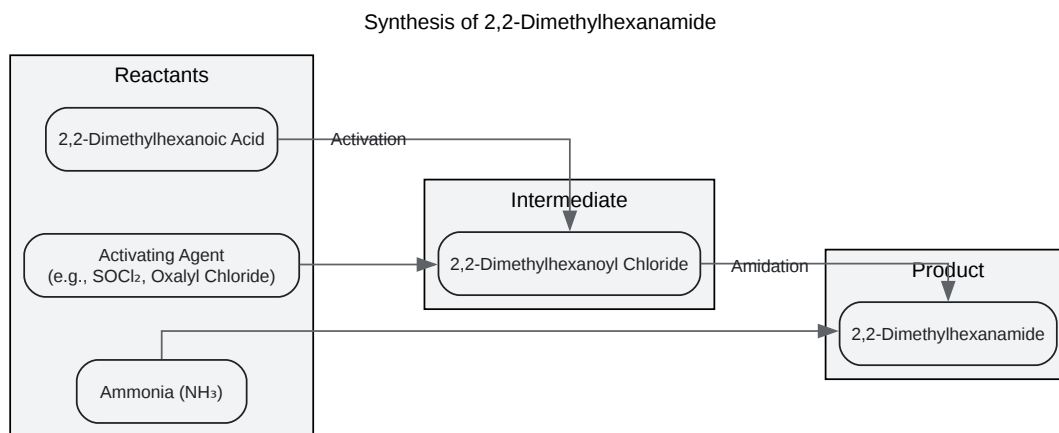 Synthesis of 2,2-Dimethylhexanamide
Reactants
2,2-Dimethylhexanoic Acid
Activation
Intermediate
Activating Agent
(e.g., SOCl₂, Oxalyl Chloride)
2,2-Dimethylhexanoyl Chloride
Amidation
Product
2,2-Dimethylhexanamide
Ammonia (NH₃)